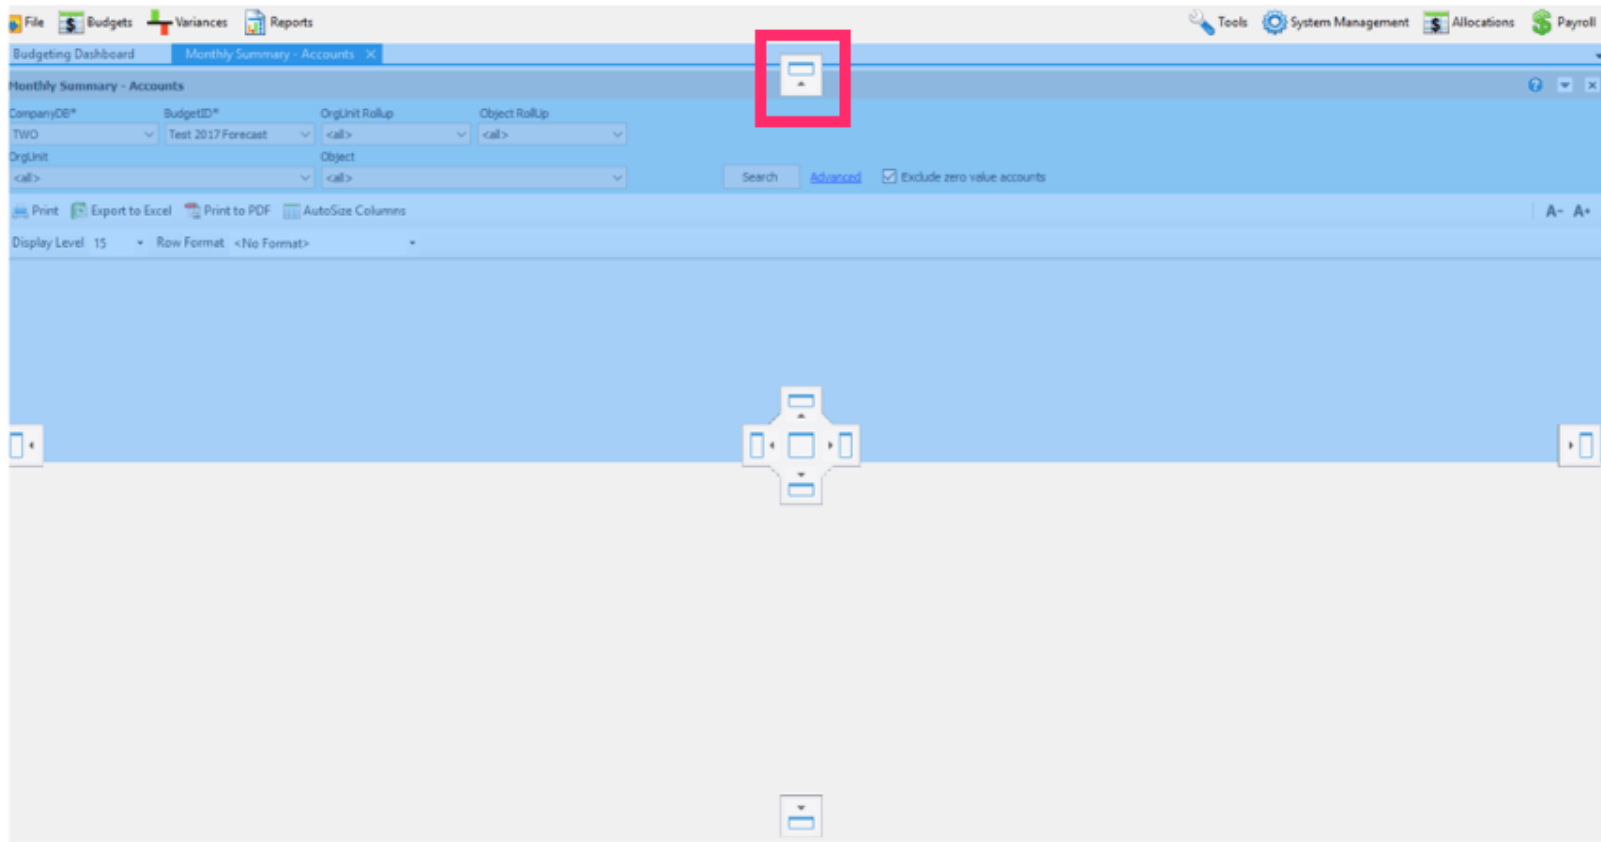 File Budgets Variances Reports Tools System Management Allocations Payroll
Budgeting Dashboard Monthly Summary - Accounts
Monthly Summary - Accounts
CompanyDB* BudgetID* OrgUnit Rollup Object RollUp
TWO Test 2017 Forecast <all> <all>
OrgUnit Object
<all> <all> Search Advanced Exclude zero value accounts
Print Export to Excel Print to PDF AutoSize Columns A- A+
Display Level 15 Row Format <No Format>